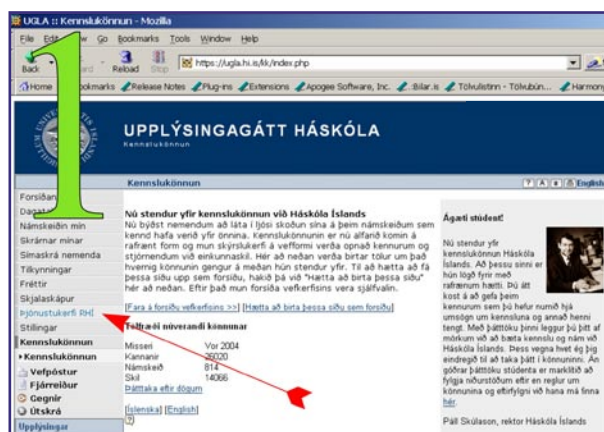 UGLA :: Kennslukönnun - Mozilla
File Edit View Go Bookmarks Tools Window Help
1
Back Reload Stop https://ugla.hi.is/kk/index.php
Home Bookmarks Release Notes Plug-ins Extensions Apogee Software, Inc. .:Bilar.is Tölvulistinn - Tölvubún... Harmony
UPPLÝSINGAGÁTT HÁSKÓLA
Kennslukönnun
Kennslukönnun
? A English
Forsíðan
Dagatal
Námskeiðin mín
Skrárnar mínar
Símaskrá nemenda
Tilkynningar
Fréttir
Skjalaskápur
Þjónustukerfi RHI
Stillingar
Kennslukönnun
Kennslukönnun
Vefpóstur
Fjárreiður
Gegnir
Útskrá
Upplýsingar
Nú stendur yfir kennslukönnun við Háskóla Íslands
Nú býðst nemendum að láta í ljósi skoðun sína á þeim námskeiðum sem
kennd hafa verið yfir önnina. Kennslukönnunin er nú alfarið komin á
rafrænt form og mun skýrslukerfi á vefformi verða opnað kennurum og
stjórnendum við einkunnaskil. Hér að neðan verða birtar tölur um það
hvernig könnunin gengur á meðan hún stendur yfir. Til að hætta að fá
þessa síðu upp sem forsíðu, hakið þá við "Hætta að birta þessa síðu"
hér að neðan. Eftir það mun forsíða vefkerfisins vera sjálfvalin.
[Fara á forsíðu vefkerfisins >>] [Hætta að birta þessa síðu sem forsíðu]
Tölfræði núverandi könnunar
Misseri Vor 2004
Kannanir 26020
Námskeið 814
Skil 14066
Þátttaka eftir dögum
[Íslenska] [English]
[?]
Ágæti stúdent!
Nú stendur yfir
kennslukönnun Háskóla
Íslands. Að þessu sinni er
hún lögð fyrir með
rafrænum hætti. Þú átt
kost á að gefa þeim
kennurum sem þú hefur numið hjá
umsögn um kennsluna og annað henni
tengt. Með þátttöku þinni leggur þú þitt af
mörkum við að bæta kennslu og nám við
Háskóla Íslands. Þess vegna hvet ég þig
eindregið til að taka þátt í könnuninni. Án
góðrar þátttöku stúdenta er marklítið að
fylgja niðurstöðum eftir en reglur um
könnunina og eftirfylgni við hana má finna
hér.
Páll Skúlason, rektor Háskóla Íslands